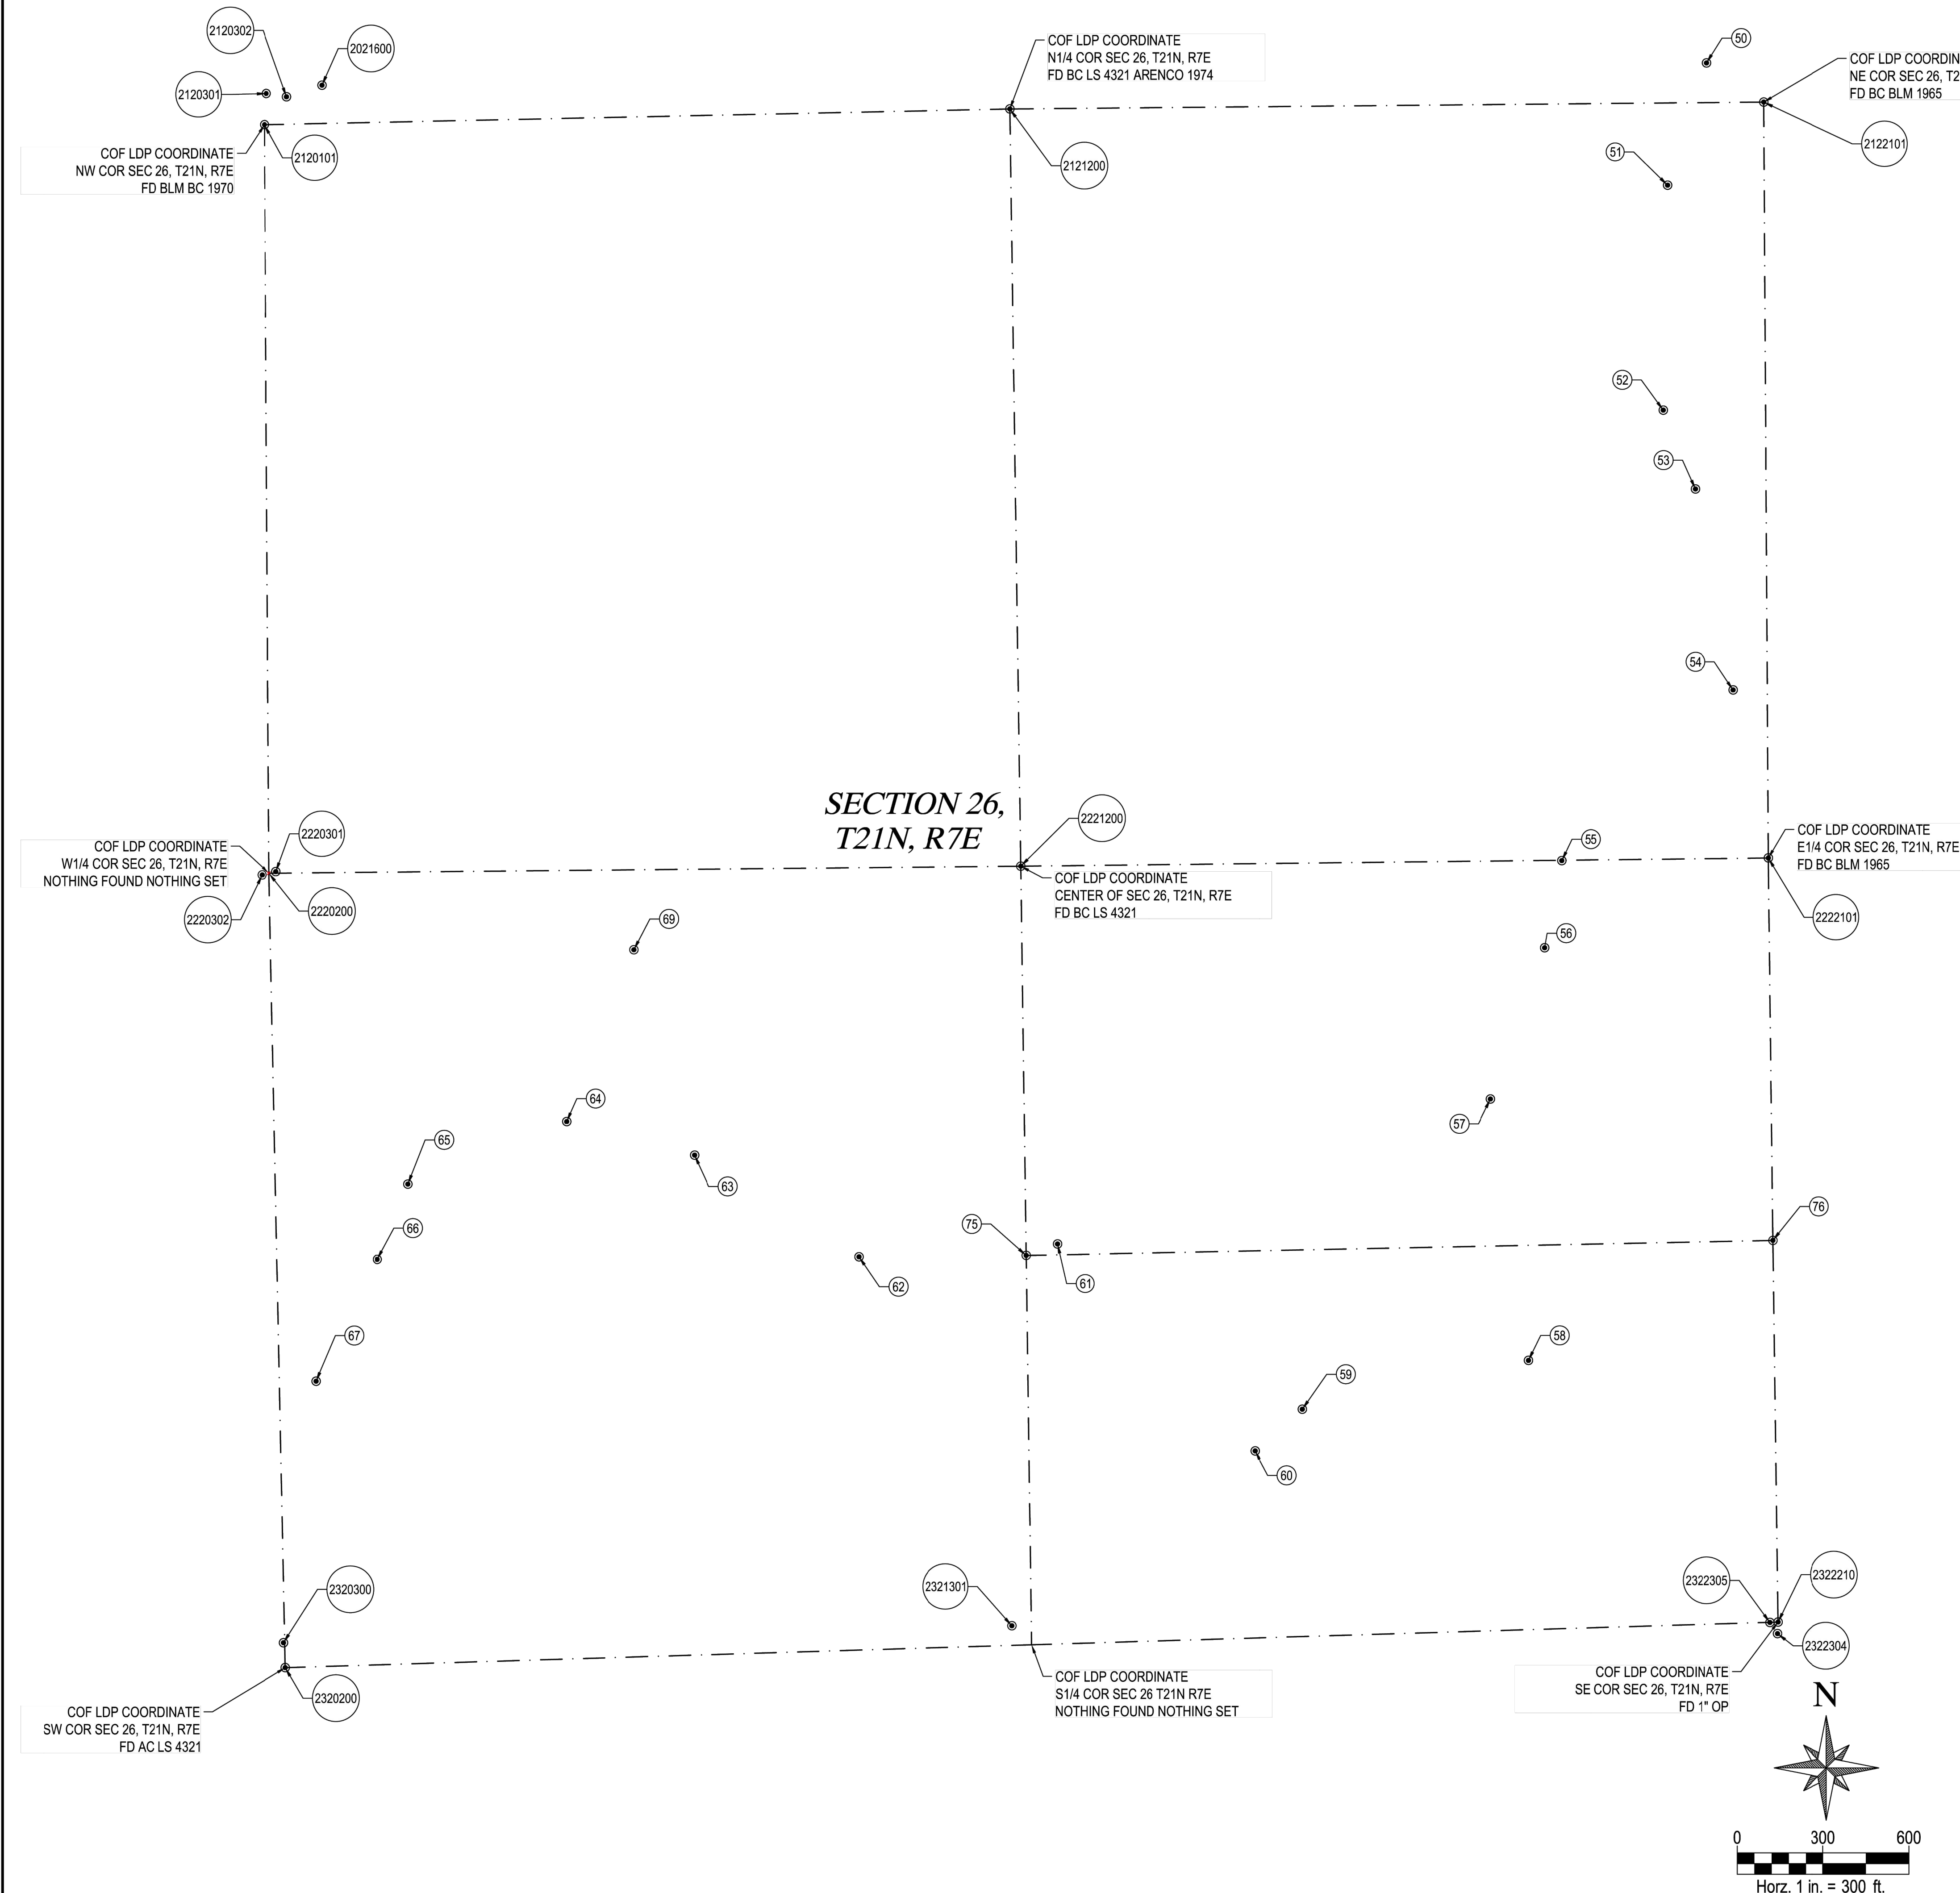 2120302
2021600
2120301
COF LDP COORDINATE
N1/4 COR SEC 26, T21N, R7E
FD BC LS 4321 ARENCO 1974
50
COF LDP COORDIN
NE COR SEC 26, T2
FD BC BLM 1965
COF LDP COORDINATE
NW COR SEC 26, T21N, R7E
FD BLM BC 1970
2120101
2121200
51
2122101
52
53
54
SECTION 26,
T21N, R7E
COF LDP COORDINATE
W1/4 COR SEC 26, T21N, R7E
NOTHING FOUND NOTHING SET
2220301
2220302
2220200
2221200
COF LDP COORDINATE
CENTER OF SEC 26, T21N, R7E
FD BC LS 4321
55
COF LDP COORDINATE
E1/4 COR SEC 26, T21N, R7E
FD BC BLM 1965
2222101
69
56
64
65
63
57
66
75
76
62
61
67
58
59
60
2320300
2321301
2322305
2322210
2322304
2320200
COF LDP COORDINATE
SW COR SEC 26, T21N, R7E
FD AC LS 4321
COF LDP COORDINATE
S1/4 COR SEC 26 T21N R7E
NOTHING FOUND NOTHING SET
COF LDP COORDINATE
SE COR SEC 26, T21N, R7E
FD 1" OP
N
0 300 600
Horz. 1 in. = 300 ft.